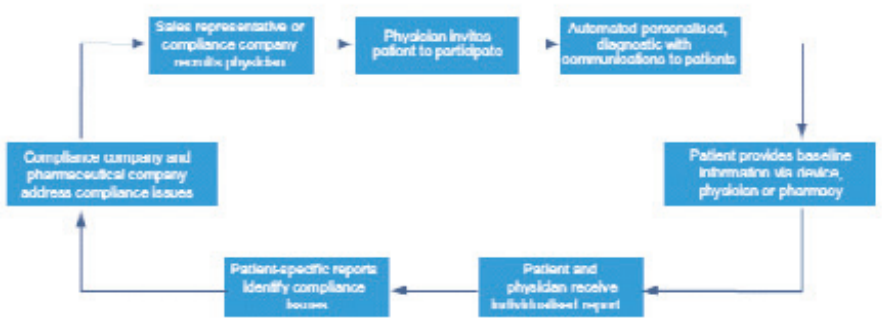 Sales representative or
compliance company
recruits physician
Physician invites
patient to participate
Automated personalised,
diagnostic with
communications to patients
Patient provides baseline
information via device,
physician or pharmacy
Patient and
physician receive
individualised report
Patient-specific reports
identify compliance
issues
Compliance company and
pharmaceutical company
address compliance issues